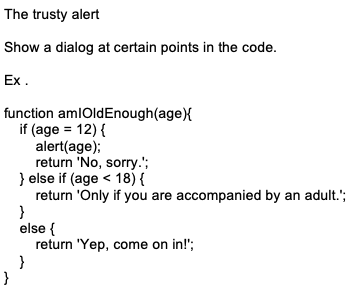 The trusty alert
Show a dialog at certain points in the code.
Ex .
function amIOldEnough(age){
if (age = 12) {
alert(age);
return 'No, sorry.';
} else if (age < 18) {
return 'Only if you are accompanied by an adult.';
}
else {
return 'Yep, come on in!';
}
}